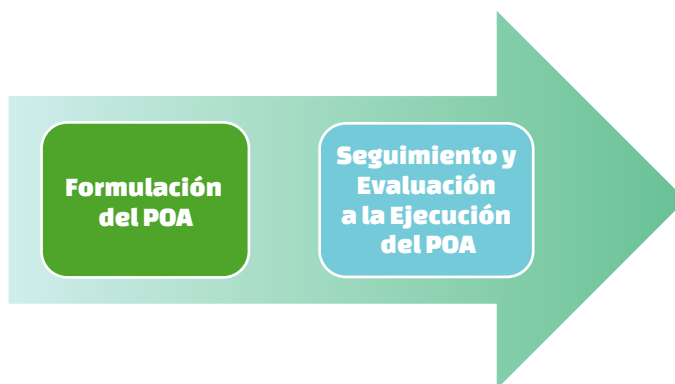 Formulación
del POA
Seguimiento y
Evaluación
a la Ejecución
del POA